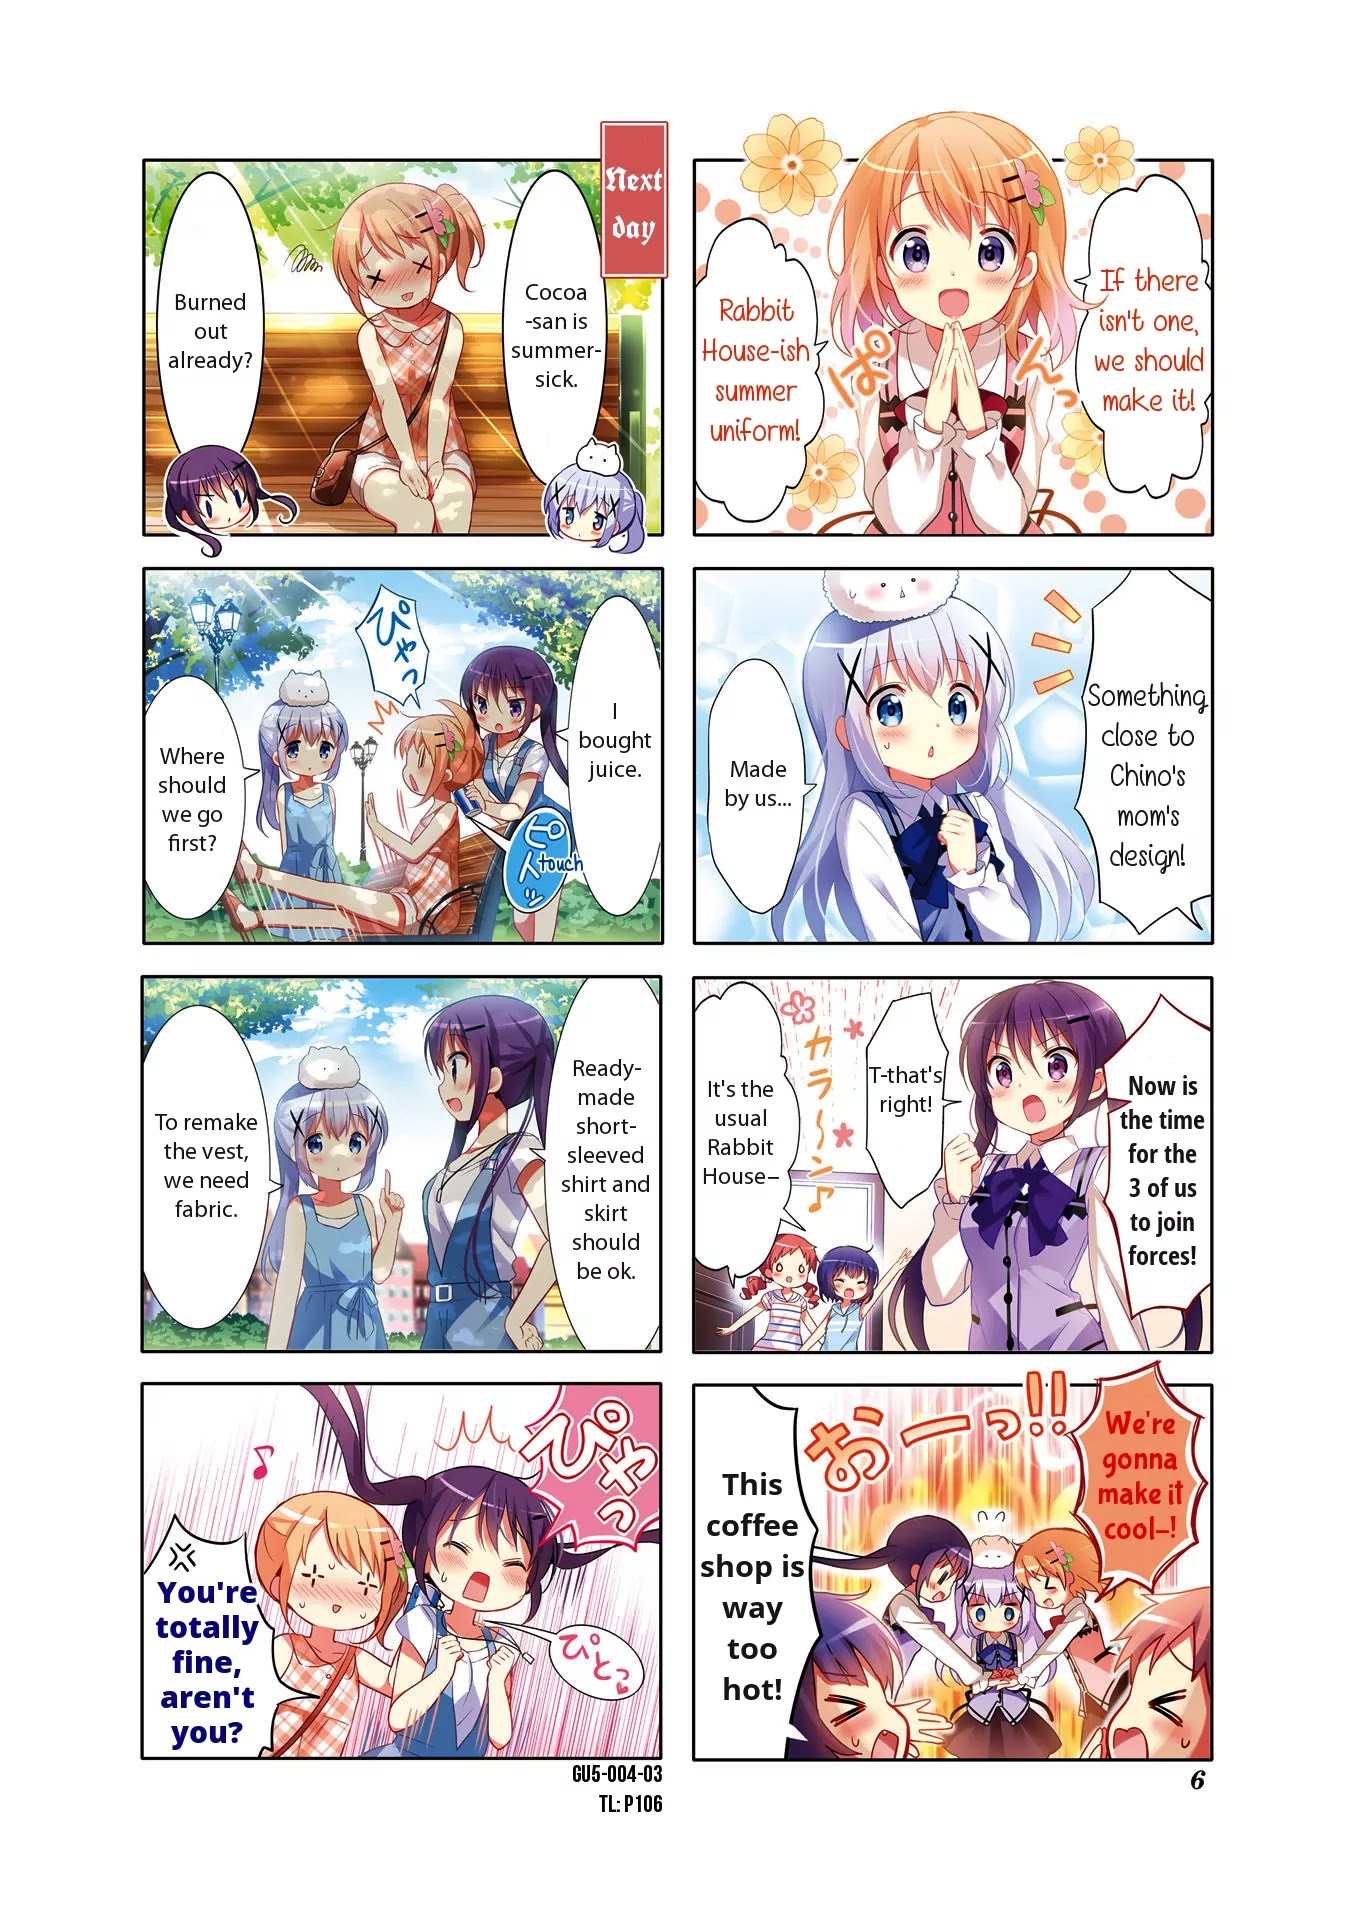 If there
isn't one,
we should
make it!
ぱんっ
Rabbit
House-ish
summer
uniform!
Something
close to
Chino's
mom's
design!
Made
by us...
Now is
the time
for the
3 of us
to join
forces!
T-that's
right!
カラ〜ン♪
It's the
usual
Rabbit
House–
We're
gonna
make it
cool–!
おーっ!!
This
coffee
shop is
way
too
hot!
6
Next
day
Cocoa
-san is
summer-
sick.
Burned
out
already?
I
bought
juice.
ぴゃっ
ピトッ
touch
Where
should
we go
first?
Ready-
made
short-
sleeved
shirt and
skirt
should
be ok.
To remake
the vest,
we need
fabric.
ぴゃっ
♪
ぴとっ♥
You're
totally
fine,
aren't
you?
GU5-004-03
TL: P106